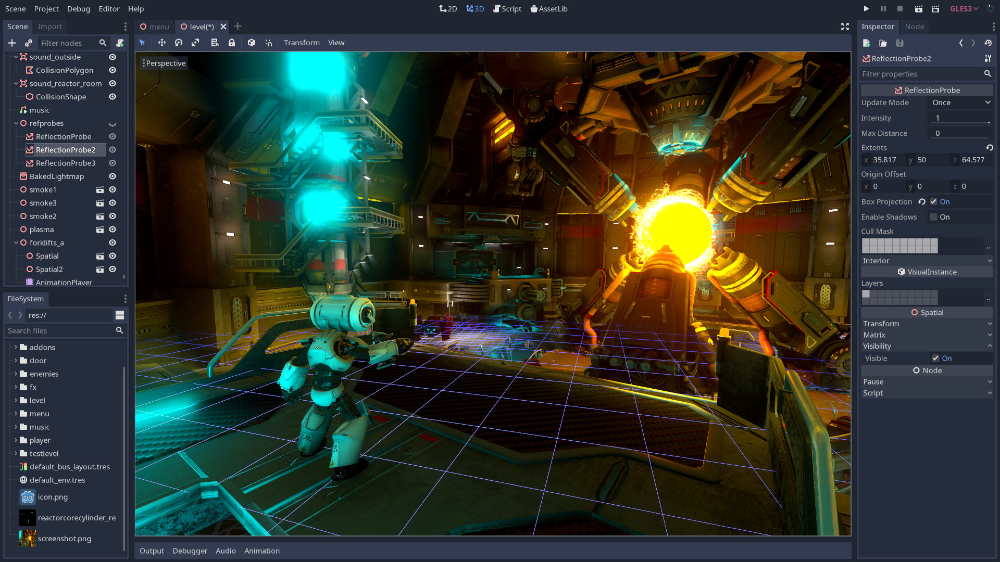 Scene Project Debug Editor Help
2D 3D Script AssetLib
GLES3
Scene Import
Filter nodes
sound_outside
CollisionPolygon
sound_reactor_room
CollisionShape
music
refprobes
ReflectionProbe
ReflectionProbe2
ReflectionProbe3
BakedLightmap
smoke1
smoke3
smoke2
plasma
forklifts_a
Spatial
Spatial2
AnimationPlayer
FileSystem
res://
Search files
addons
door
enemies
fx
level
menu
music
player
testlevel
default_bus_layout.tres
default_env.tres
icon.png
reactorcorecylinder_re
screenshot.png
menu level(*)
Transform View
Perspective
Output Debugger Audio Animation
Inspector Node
ReflectionProbe2
Filter properties
ReflectionProbe
Update Mode Once
Intensity 1
Max Distance 0
Extents
x 35.817 y 50 z 64.577
Origin Offset
x 0 y 0 z 0
Box Projection On
Enable Shadows On
Cull Mask
..
Interior
VisualInstance
Layers
..
Spatial
Transform
Matrix
Visibility
Visible On
Node
Pause
Script